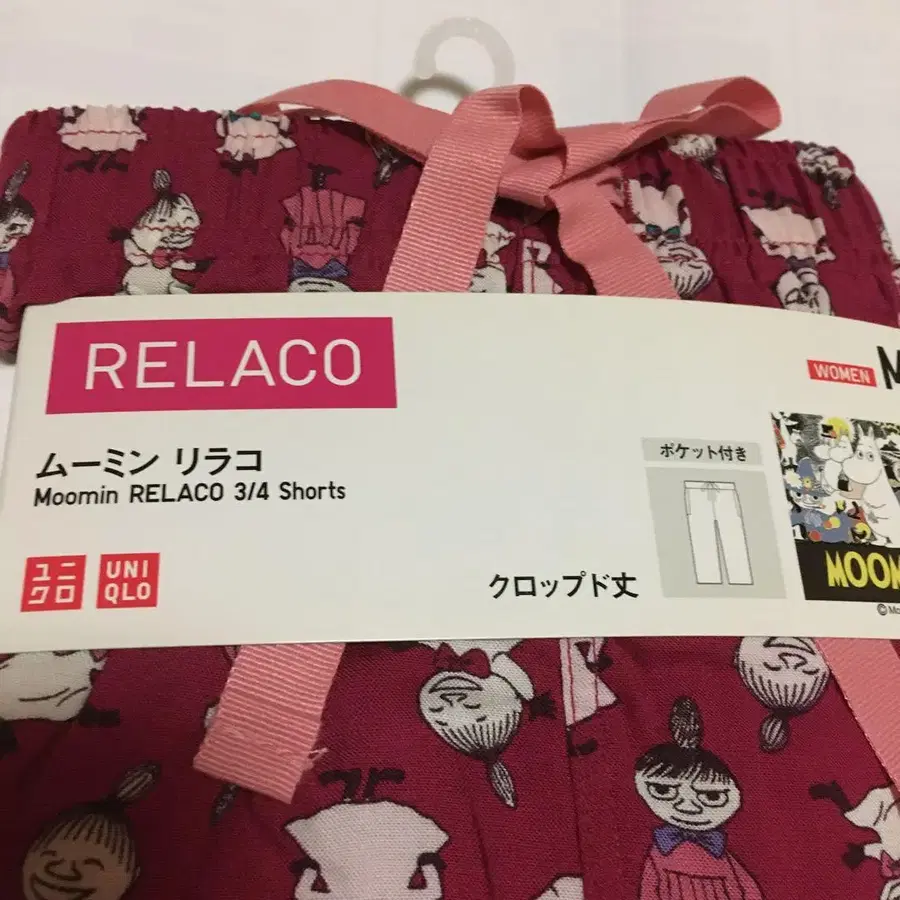 RELACO
WOMEN M
ムーミン リラコ
Moomin RELACO 3/4 Shorts
ポケット付き
ユニ
クロ
UNI
QLO
クロップド丈
MOOM
©Mo